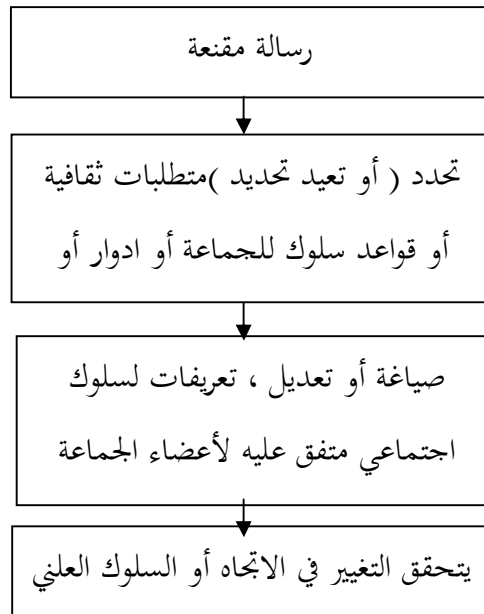 رسالة مقنعة
تحدد ( أو تعيد تحديد )متطلبات ثقافية
أو قواعد سلوك للجماعة أو ادوار أو
صياغة أو تعديل ، تعريفات لسلوك
اجتماعي متفق عليه لأعضاء الجماعة
يتحقق التغيير في الاتجاه أو السلوك العلني